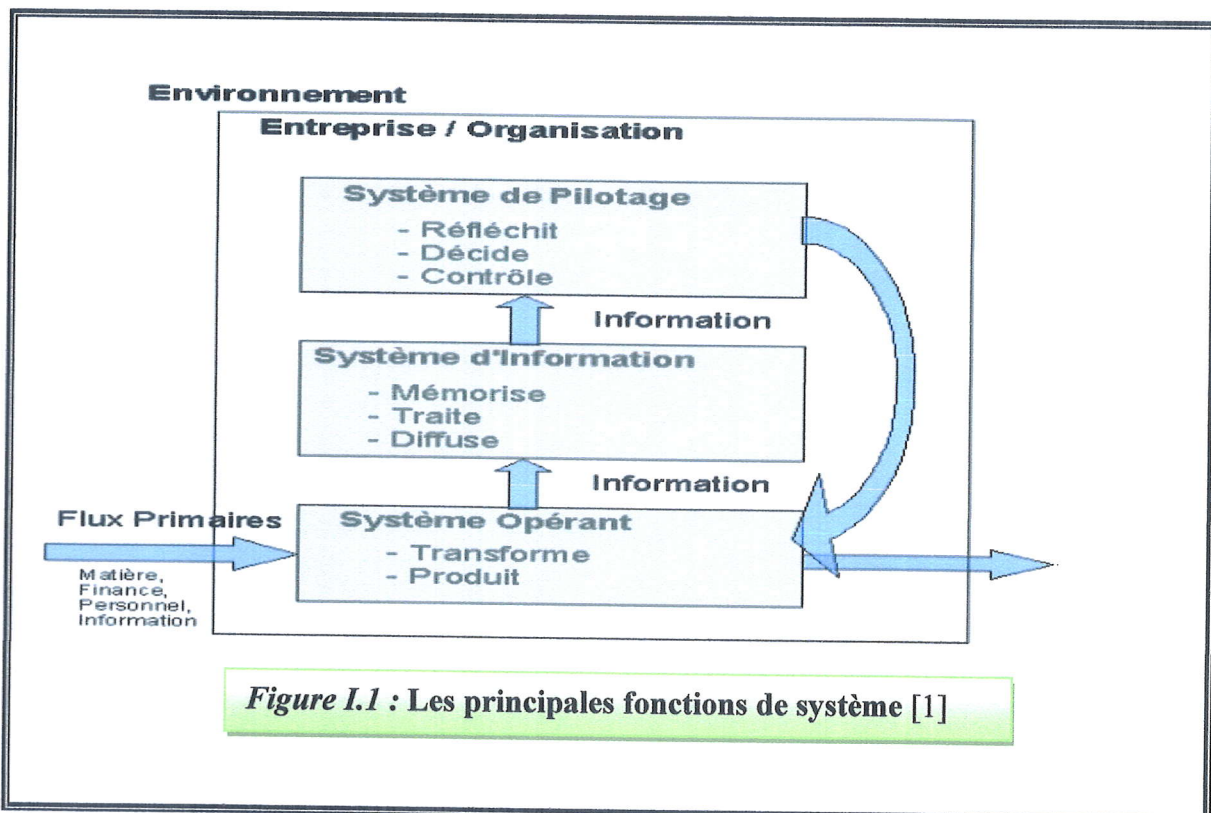 Environnement
Entreprise / Organisation
Système de Pilotage
- Réfléchit
- Décide
- Contrôle
Information
Système d'Information
- Mémorise
- Traite
- Diffuse
Information
Flux Primaires
Matière,
Finance,
Personnel,
Information
Système Opérant
- Transforme
- Produit
Figure I.1 : Les principales fonctions de système [1]